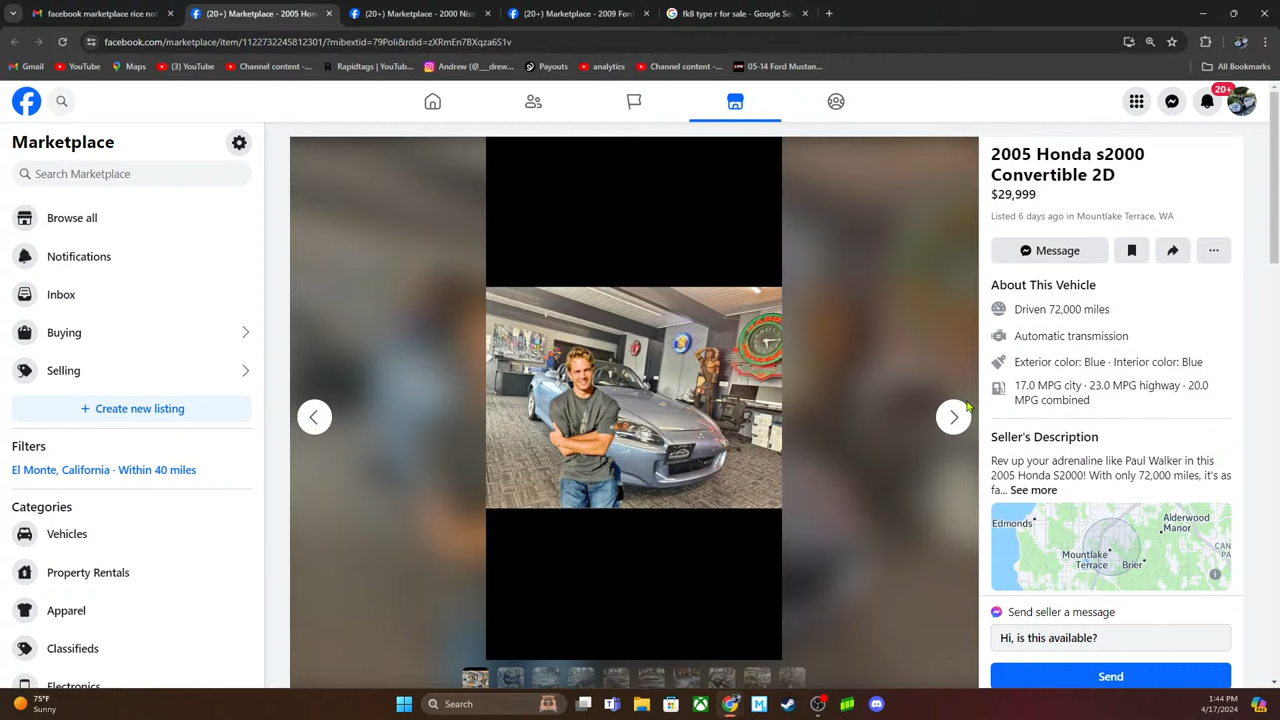 facebook marketplace rice not
(20+) Marketplace - 2005 Hon
(20+) Marketplace - 2000 Niss
(20+) Marketplace - 2009 Ford
fk8 type r for sale - Google Se
facebook.com/marketplace/item/1122732245812301/?mibextid=79PoIi&rdid=zXRmEn7BXqza6S1v
Gmail YouTube Maps (3) YouTube Channel content -... Rapidtags | YouTub... Andrew (@___drew... Payouts analytics Channel content -... 05-14 Ford Mustan... All Bookmarks
20+
Marketplace
Search Marketplace
Browse all
Notifications
Inbox
Buying
Selling
+ Create new listing
Filters
El Monte, California · Within 40 miles
Categories
Vehicles
Property Rentals
Apparel
Classifieds
Electronics
2005 Honda s2000
Convertible 2D
$29,999
Listed 6 days ago in Mountlake Terrace, WA
Message
About This Vehicle
Driven 72,000 miles
Automatic transmission
Exterior color: Blue · Interior color: Blue
17.0 MPG city · 23.0 MPG highway · 20.0
MPG combined
Seller's Description
Rev up your adrenaline like Paul Walker in this
2005 Honda S2000! With only 72,000 miles, it's as
fa... See more
Edmonds
Alderwood
Manor
Mountlake
Terrace
Brier
CAN
PA
Send seller a message
Hi, is this available?
Send
75°F
Sunny
Search
1:44 PM
4/17/2024